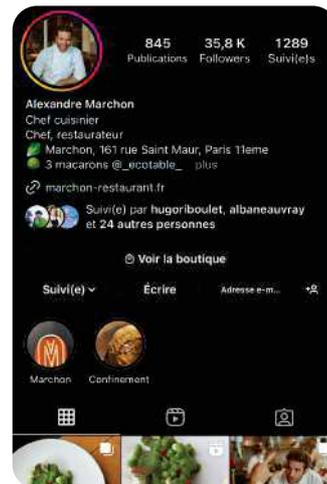 845 35,8 K 1289
Publications Followers Suivi(e)s
Alexandre Marchon
Chef cuisinier
Chef, restaurateur
Marchon, 161 rue Saint Maur, Paris 11eme
3 macarons @_ecotable_ plus
marchon-restaurant.fr
Suivi(e) par hugoriboulet, albaneauvray
et 24 autres personnes
Voir la boutique
Suivi(e) Écrire Adresse e-m...
Marchon Confinement